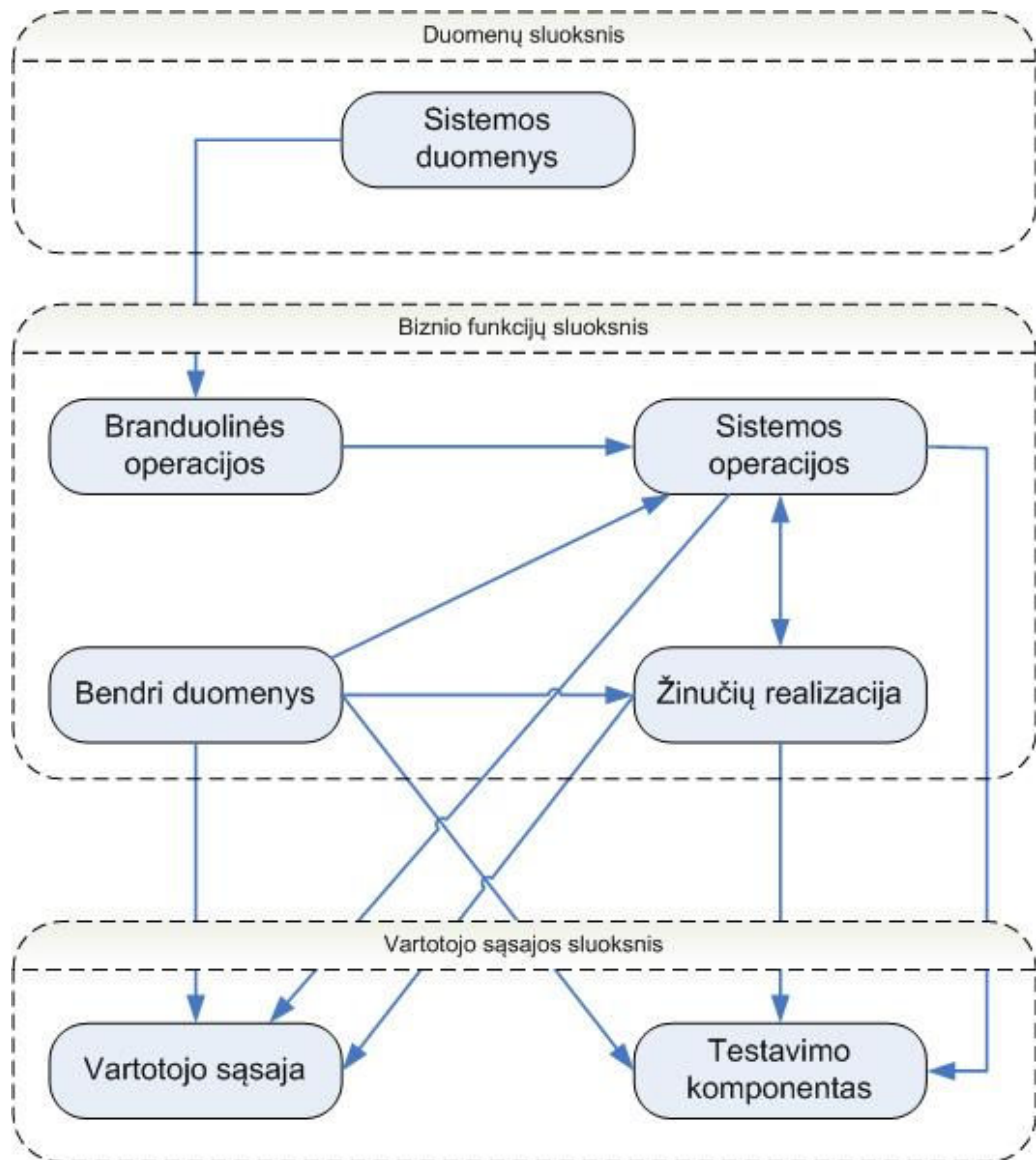 Duomenų sluoksnis
Sistemos
duomenys
Biznio funkcijų sluoksnis
Branduolinės
operacijos
Sistemos
operacijos
Bendri duomenys
Žinučių realizacija
Vartotojo sąsajos sluoksnis
Vartotojo sąsaja
Testavimo
komponentas